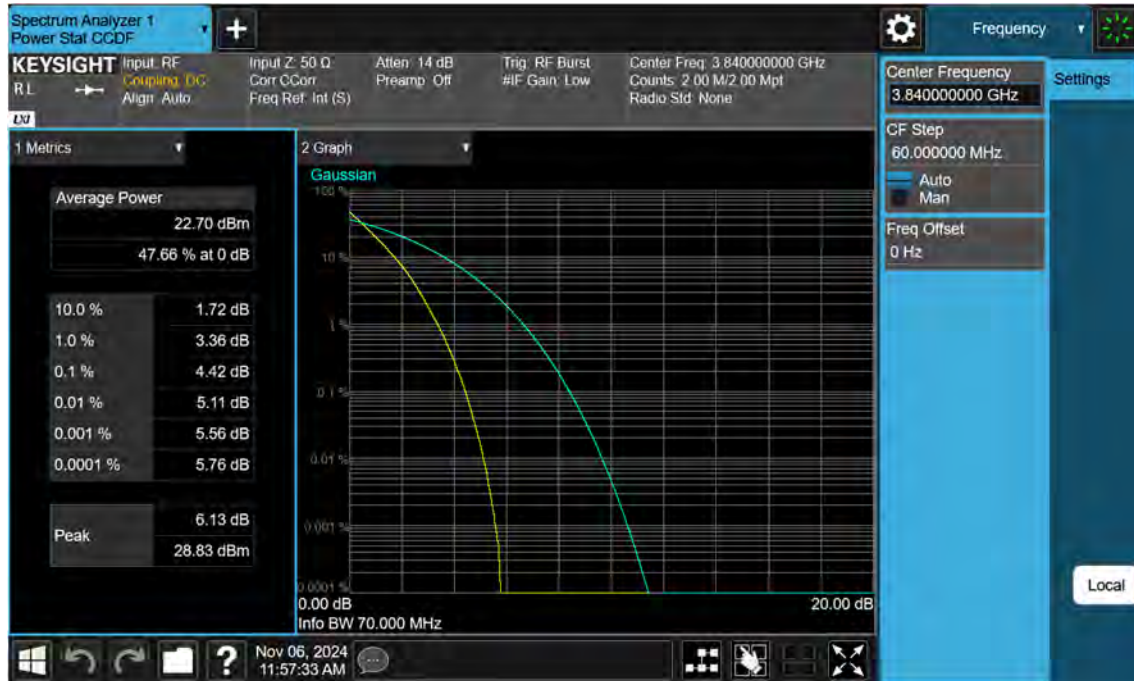 Spectrum Analyzer 1
Power Stat CCDF
Frequency
KEYSIGHT
R L
LXI
Input: RF
Coupling: DC
Align: Auto
Input Z: 50 Ω
Corr CCorr
Freq Ref: Int (S)
Atten: 14 dB
Preamp: Off
Trig: RF Burst
#IF Gain: Low
Center Freq: 3.840000000 GHz
Counts: 2.00 M/2.00 Mpt
Radio Std: None
Center Frequency
3.840000000 GHz
Settings
CF Step
60.000000 MHz
Auto
Man
Freq Offset
0 Hz
1 Metrics
Average Power
22.70 dBm
47.66 % at 0 dB
10.0 % 1.72 dB
1.0 % 3.36 dB
0.1 % 4.42 dB
0.01 % 5.11 dB
0.001 % 5.56 dB
0.0001 % 5.76 dB
Peak
6.13 dB
28.83 dBm
2 Graph
Gaussian
100 %
10 %
1 %
0.1 %
0.01 %
0.001 %
0.0001 %
0.00 dB 20.00 dB
Info BW 70.000 MHz
Local
?
Nov 06, 2024
11:57:33 AM